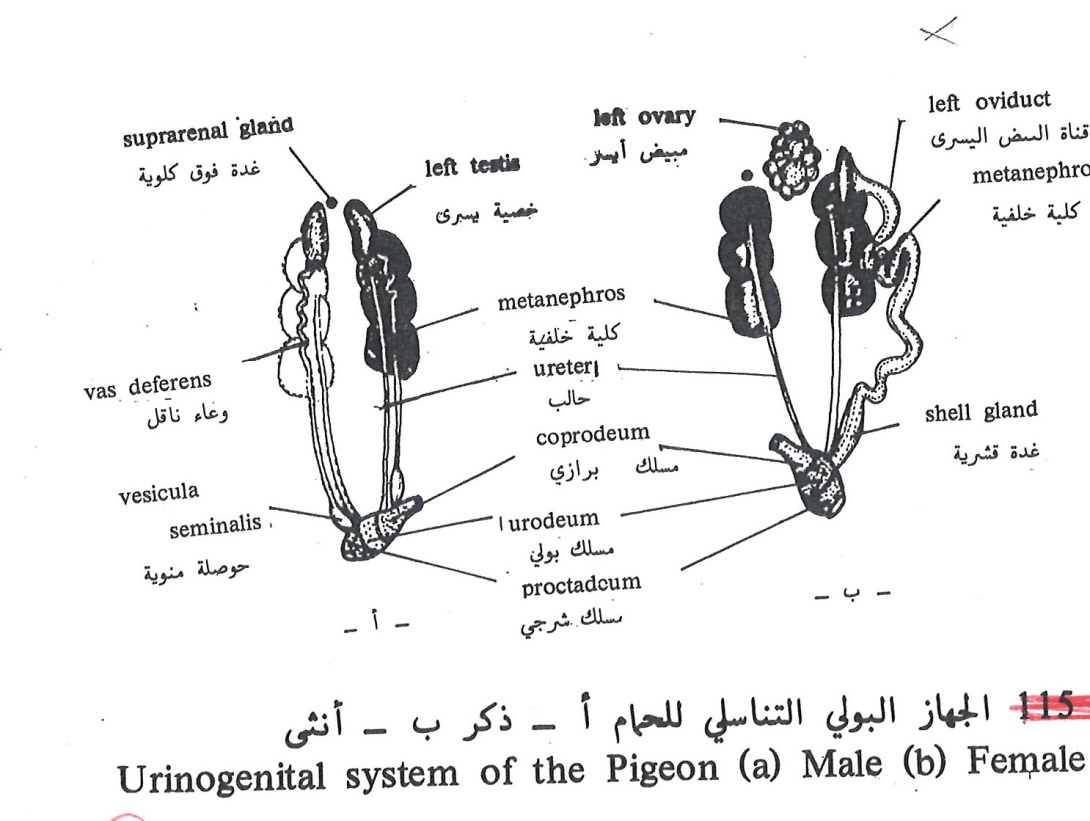 suprarenal gland
غدة فوق كلوية
left testis
خصية يسرى
left ovary
مبيض أيسر
left oviduct
قناة البيض اليسرى
metanephro
كلية خلفية
metanephros
كلية خلفية
ureter
حالب
vas deferens
وعاء ناقل
coprodeum
مسلك برازي
shell gland
غدة قشرية
vesicula
seminalis
حوصلة منوية
urodeum
مسلك بولي
proctadcum
مسلك شرجي
– أ –
– ب –
115 الجهاز البولي التناسلي للحمام أ – ذكر ب – أنثى
Urinogenital system of the Pigeon (a) Male (b) Female